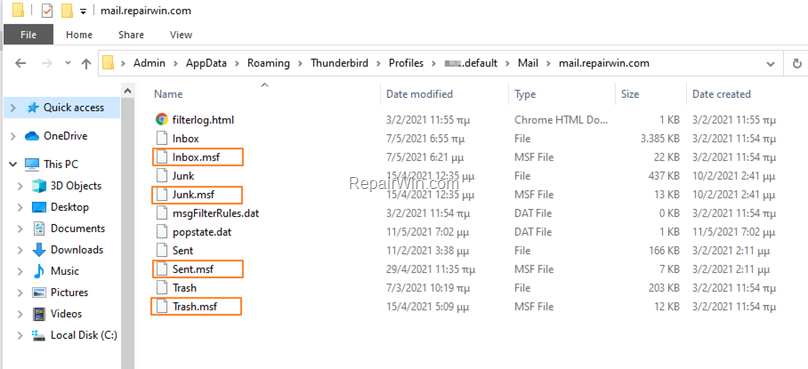 mail.repairwin.com
File Home Share View
Admin AppData Roaming Thunderbird Profiles .default Mail mail.repairwin.com
Name Date modified Type Size Date created
Quick access
OneDrive
This PC
3D Objects
Desktop
Documents
Downloads
Music
Pictures
Videos
Local Disk (C:)
filterlog.html 3/2/2021 11:55 πμ Chrome HTML Do... 1 KB 3/2/2021 11:55 πμ
Inbox 7/5/2021 6:55 πμ File 3.385 KB 3/2/2021 11:54 πμ
Inbox.msf 7/5/2021 6:21 μμ MSF File 22 KB 3/2/2021 11:54 πμ
Junk 15/4/2021 12:35 μμ File 437 KB 10/2/2021 2:41 μμ
Junk.msf 15/4/2021 12:35 μμ MSF File 13 KB 10/2/2021 2:41 μμ
RepairWin.com
msgFilterRules.dat 3/2/2021 11:54 πμ DAT File 0 KB 3/2/2021 11:54 πμ
popstate.dat 11/5/2021 7:02 μμ DAT File 1 KB 11/5/2021 7:02 μμ
Sent 11/2/2021 3:38 μμ File 166 KB 3/2/2021 2:11 μμ
Sent.msf 29/4/2021 11:35 πμ MSF File 7 KB 3/2/2021 2:11 μμ
Trash 7/3/2021 10:19 πμ File 203 KB 3/2/2021 11:54 πμ
Trash.msf 15/4/2021 5:09 μμ MSF File 12 KB 3/2/2021 11:54 πμ